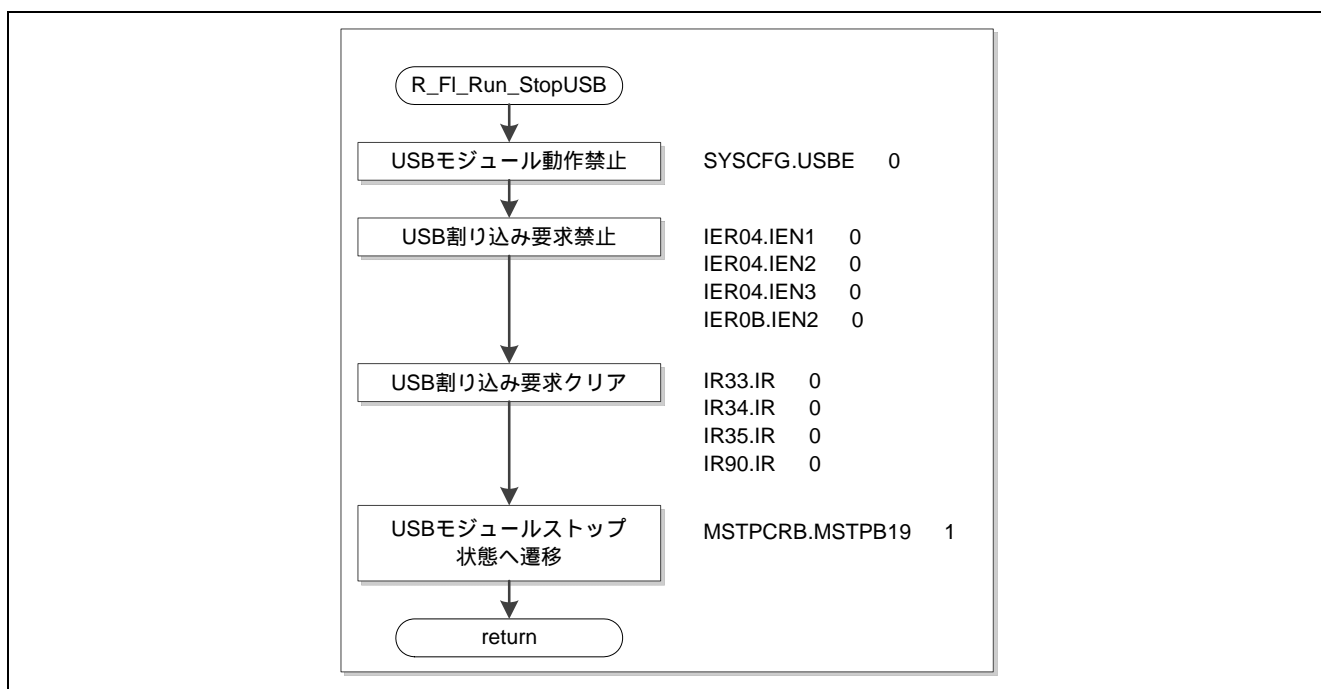 R_Fl_Run_StopUSB
USBモジュール動作禁止
SYSCFG.USBE 0
USB割り込み要求禁止
IER04.IEN1 0
IER04.IEN2 0
IER04.IEN3 0
IER0B.IEN2 0
USB割り込み要求クリア
IR33.IR 0
IR34.IR 0
IR35.IR 0
IR90.IR 0
USBモジュールストップ
状態へ遷移
MSTPCRB.MSTPB19 1
return